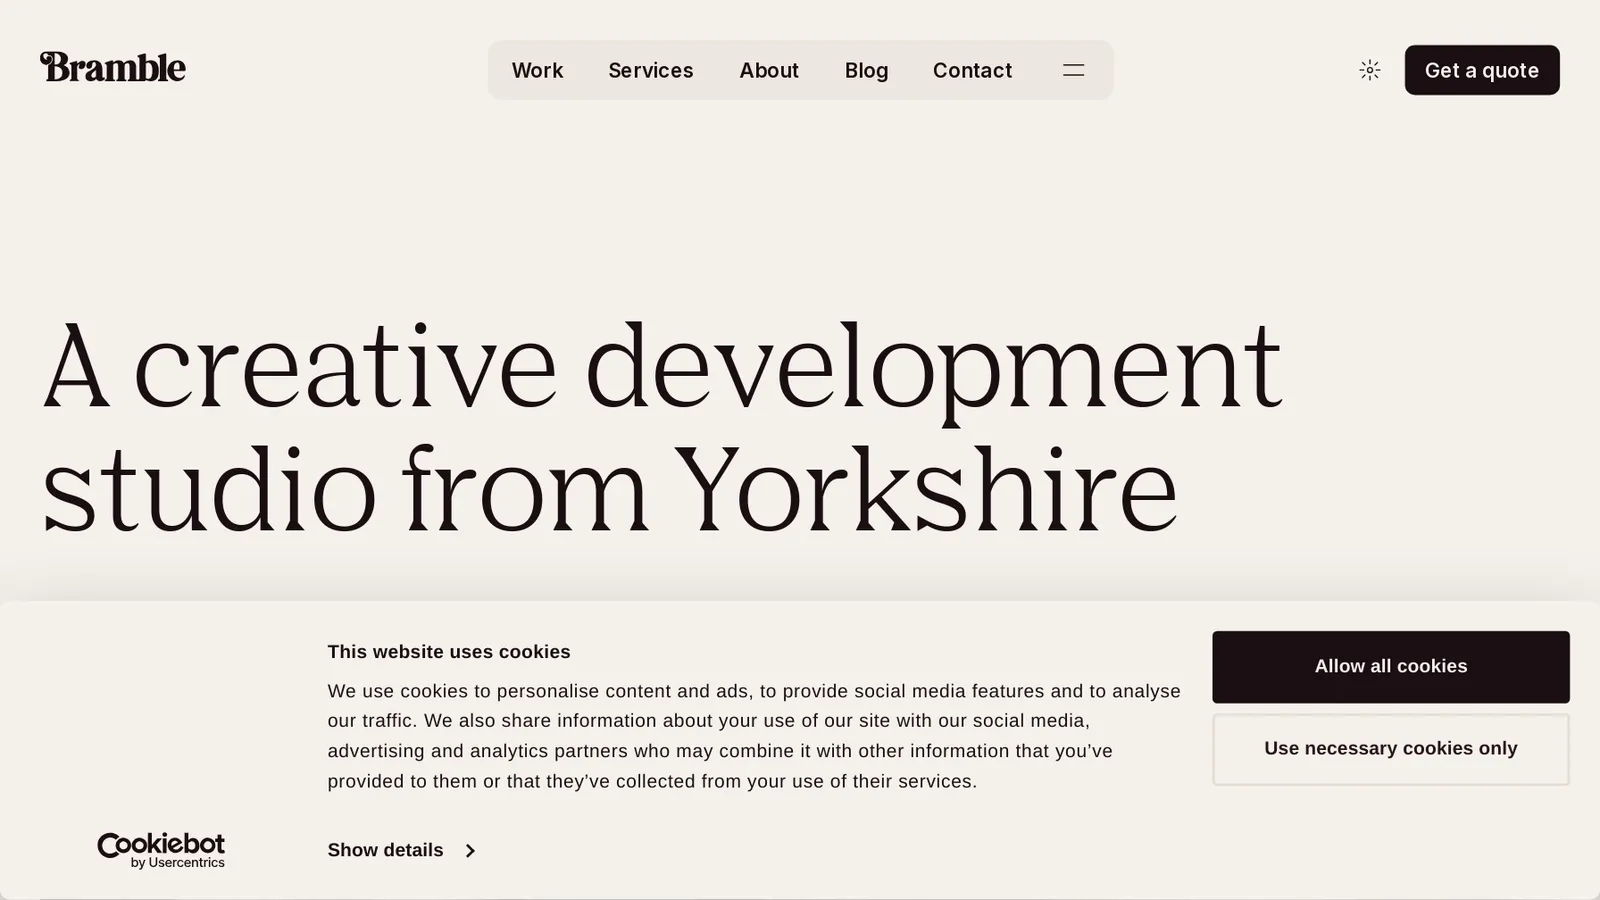 Bramble
Work
Services
About
Blog
Contact
Get a quote
A creative development
studio from Yorkshire
This website uses cookies
We use cookies to personalise content and ads, to provide social media features and to analyse
our traffic. We also share information about your use of our site with our social media,
advertising and analytics partners who may combine it with other information that you’ve
provided to them or that they’ve collected from your use of their services.
Allow all cookies
Use necessary cookies only
Cookiebot
by Usercentrics
Show details